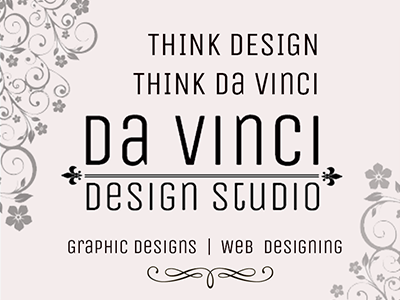 THINK DESIGN
THINK Da VINCI
Da VINCI
Design Studio
Graphic Designs | Web Designing